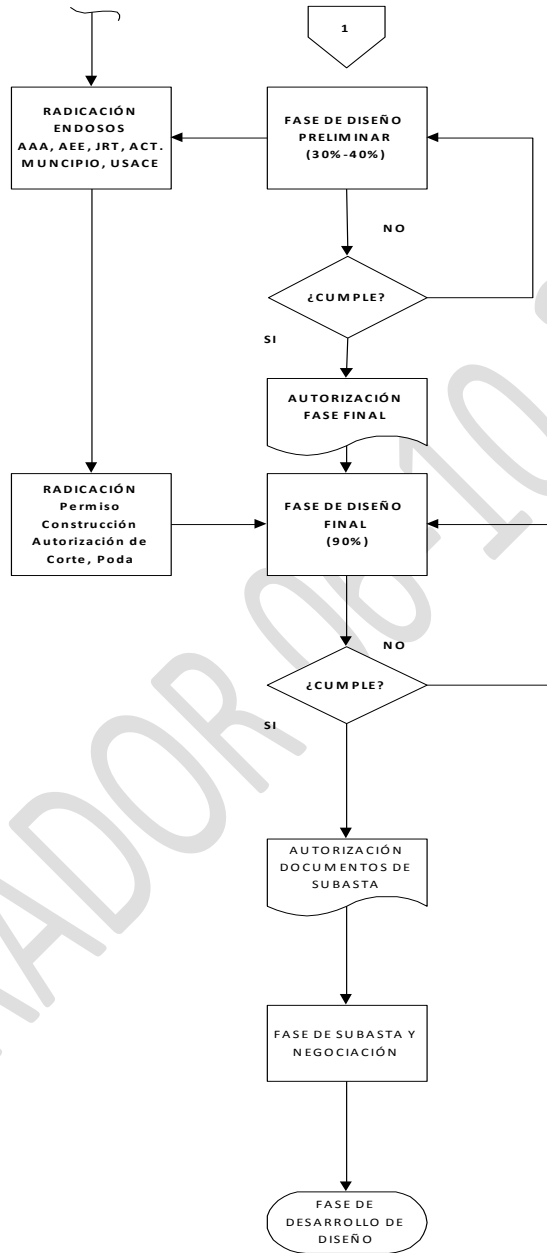 1
RADICACIÓN
ENDOSOS
AAA, AEE, JRT, ACT.
MUNCIPIO, USACE
FASE DE DISEÑO
PRELIMINAR
(30%-40%)
NO
¿CUMPLE?
SI
AUTORIZACIÓN
FASE FINAL
RADICACIÓN
Permiso
Construcción
Autorización de
Corte, Poda
FASE DE DISEÑO
FINAL
(90%)
NO
¿CUMPLE?
SI
AUTORIZACIÓN
DOCUMENTOS DE
SUBASTA
FASE DE SUBASTA Y
NEGOCIACIÓN
FASE DE
DESARROLLO DE
DISEÑO